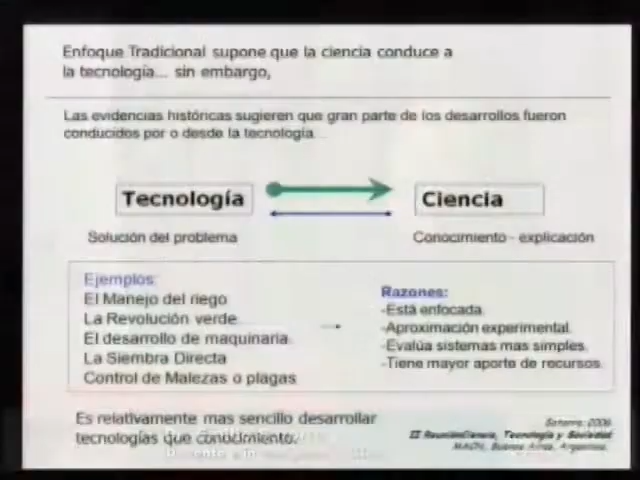 Enfoque Tradicional supone que la ciencia conduce a
la tecnología... sin embargo,
Las evidencias históricas sugieren que gran parte de los desarrollos fueron
conducidos por o desde la tecnología...
Tecnología
Ciencia
Solución del problema
Conocimiento - explicación
Ejemplos:
El Manejo del riego
La Revolución verde
El desarrollo de maquinaria
La Siembra Directa
Control de Malezas o plagas
Razones:
-Está enfocada.
-Aproximación experimental.
-Evalúa sistemas mas simples.
-Tiene mayor aporte de recursos.
Es relativamente mas sencillo desarrollar
tecnologías que conocimiento.
2006
II Reunión Ciencia, Tecnología y Sociedad
Buenos Aires, Argentina.